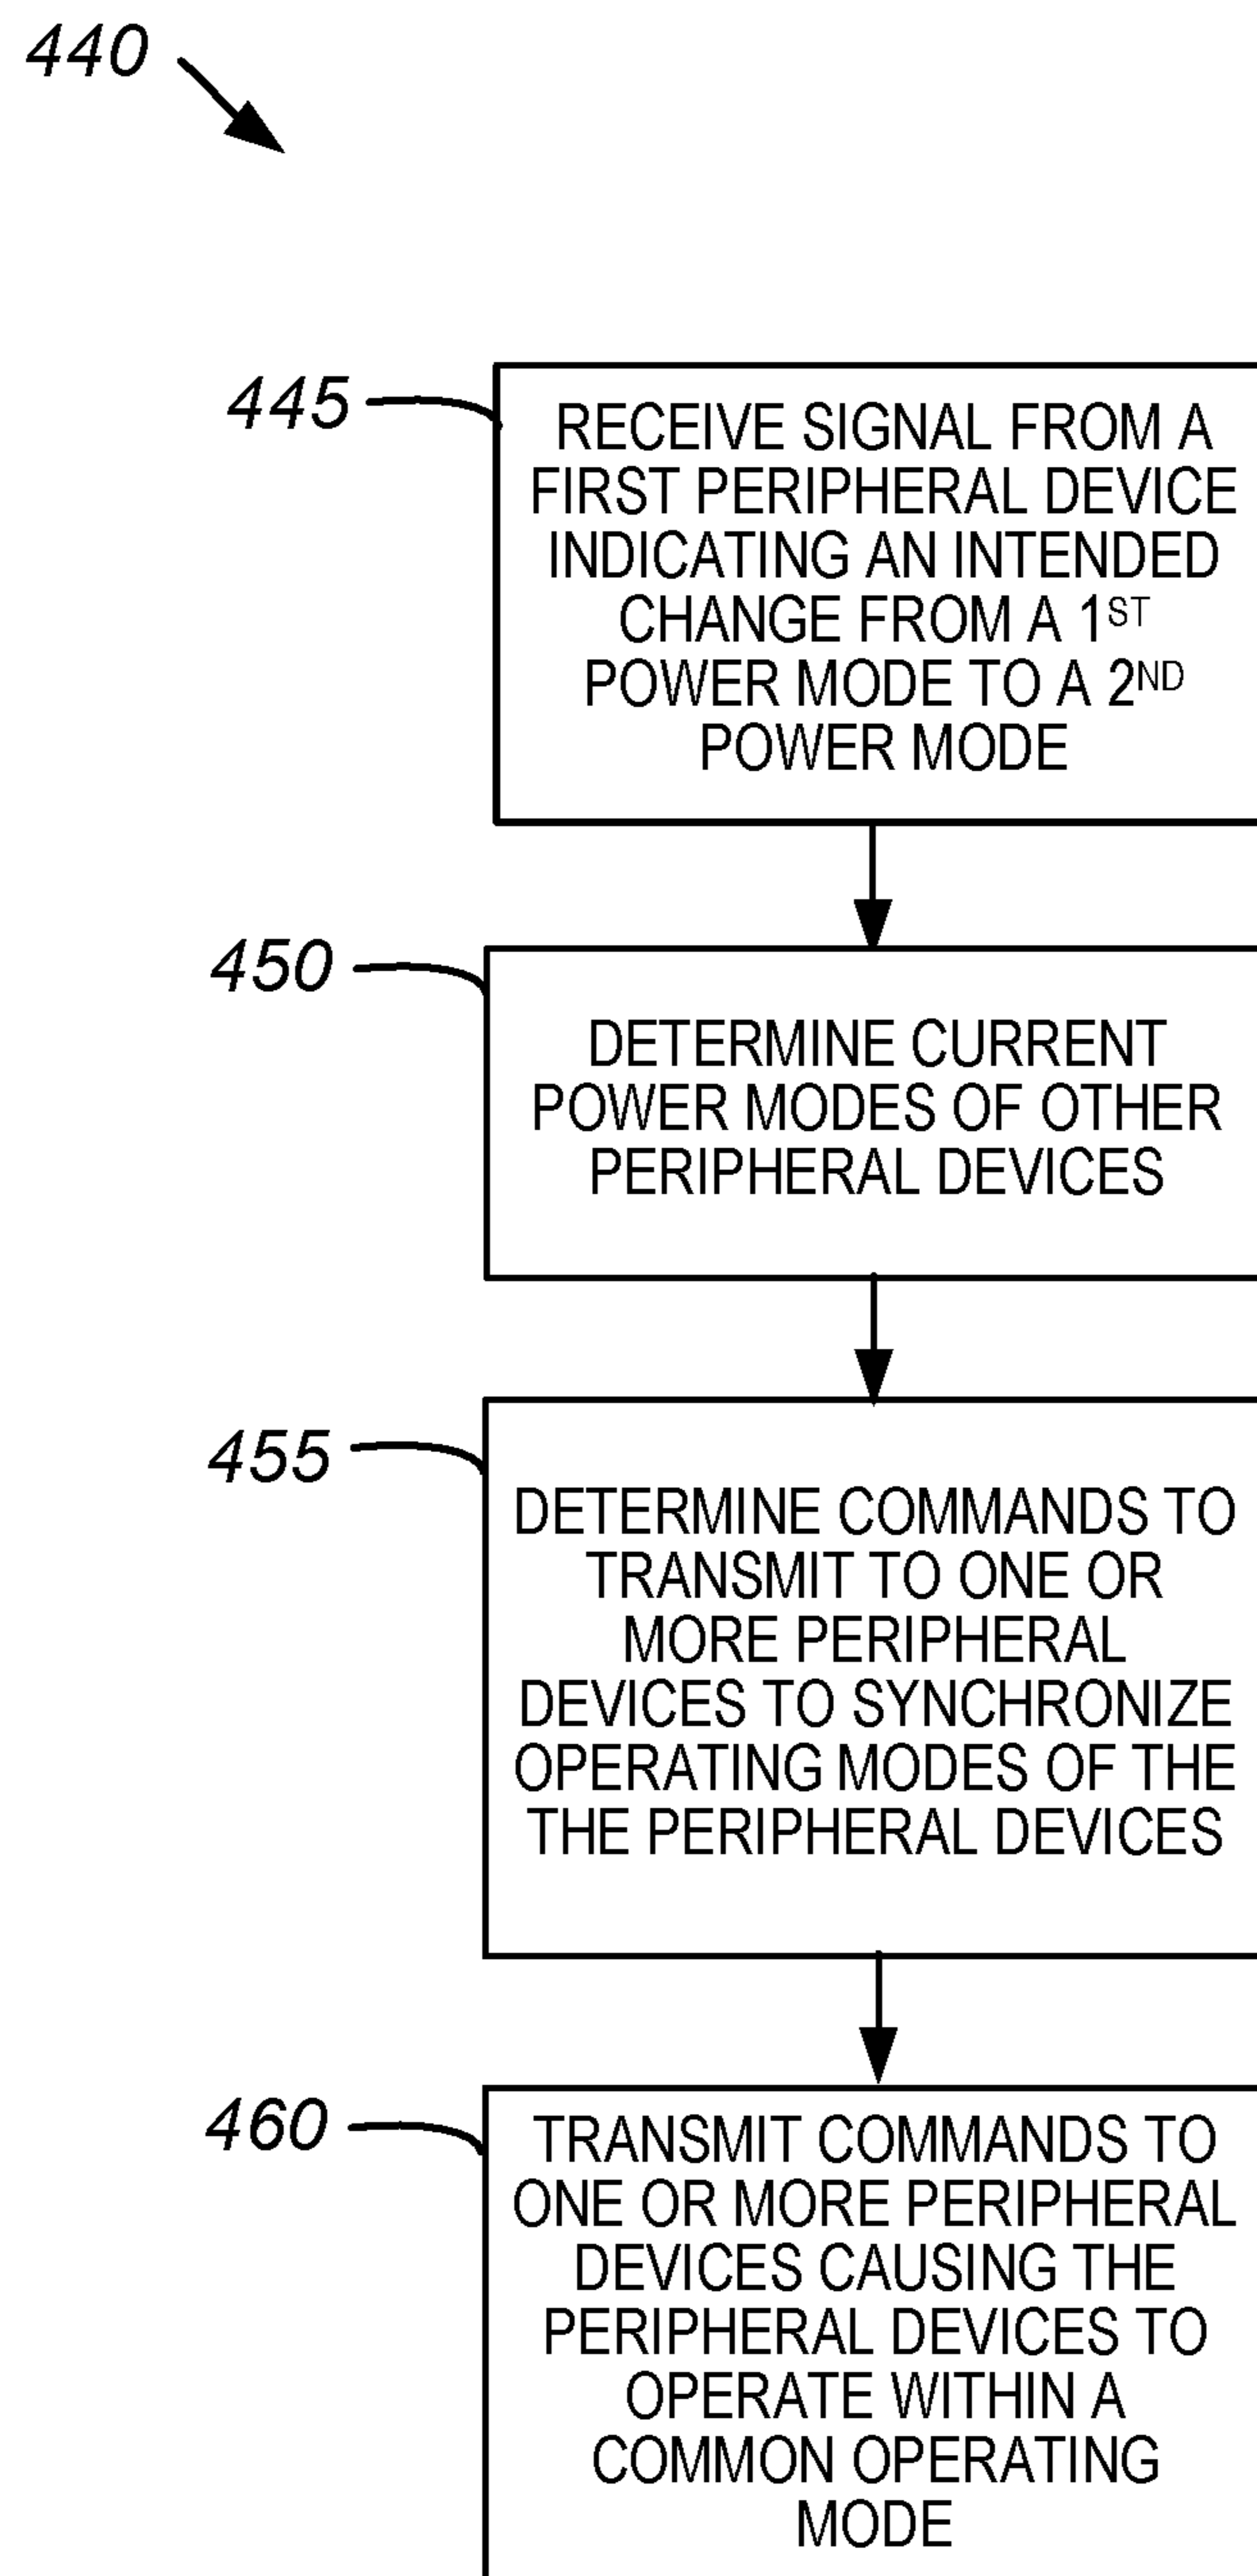 440
445
RECEIVE SIGNAL FROM A
FIRST PERIPHERAL DEVICE
INDICATING AN INTENDED
CHANGE FROM A 1ST
POWER MODE TO A 2ND
POWER MODE
450
DETERMINE CURRENT
POWER MODES OF OTHER
PERIPHERAL DEVICES
455
DETERMINE COMMANDS TO
TRANSMIT TO ONE OR
MORE PERIPHERAL
DEVICES TO SYNCHRONIZE
OPERATING MODES OF THE
THE PERIPHERAL DEVICES
460
TRANSMIT COMMANDS TO
ONE OR MORE PERIPHERAL
DEVICES CAUSING THE
PERIPHERAL DEVICES TO
OPERATE WITHIN A
COMMON OPERATING
MODE